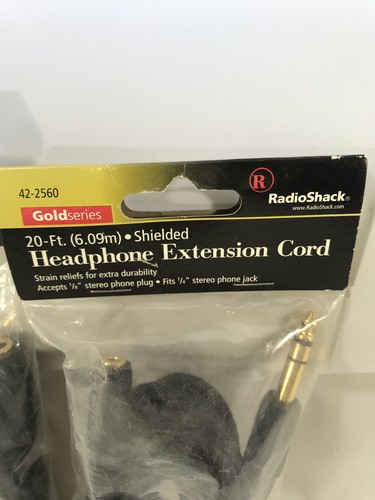 42-2560
Goldseries
R
RadioShack®
www.RadioShack.com
20-Ft. (6.09m) • Shielded
Headphone Extension Cord
Strain reliefs for extra durability
Accepts 1/8" stereo phone plug • Fits 1/4" stereo phone jack